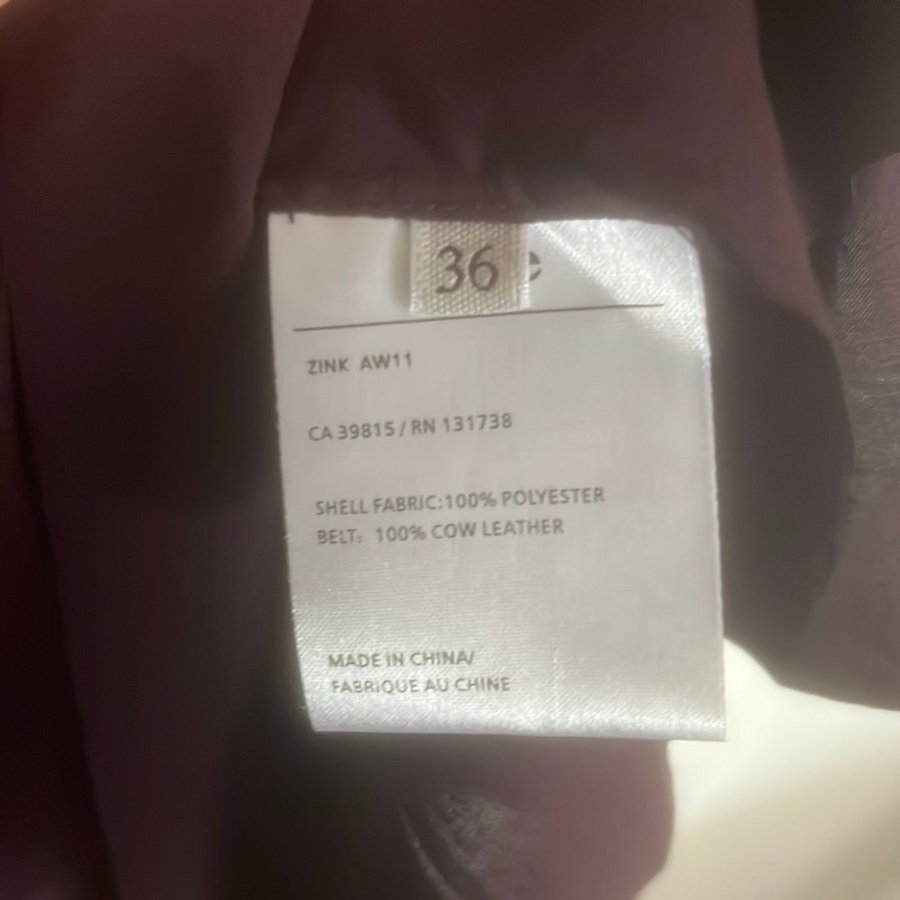 36
ZINK AW11
CA 39815 / RN 131738
SHELL FABRIC:100% POLYESTER
BELT: 100% COW LEATHER
MADE IN CHINA/
FABRIQUE AU CHINE